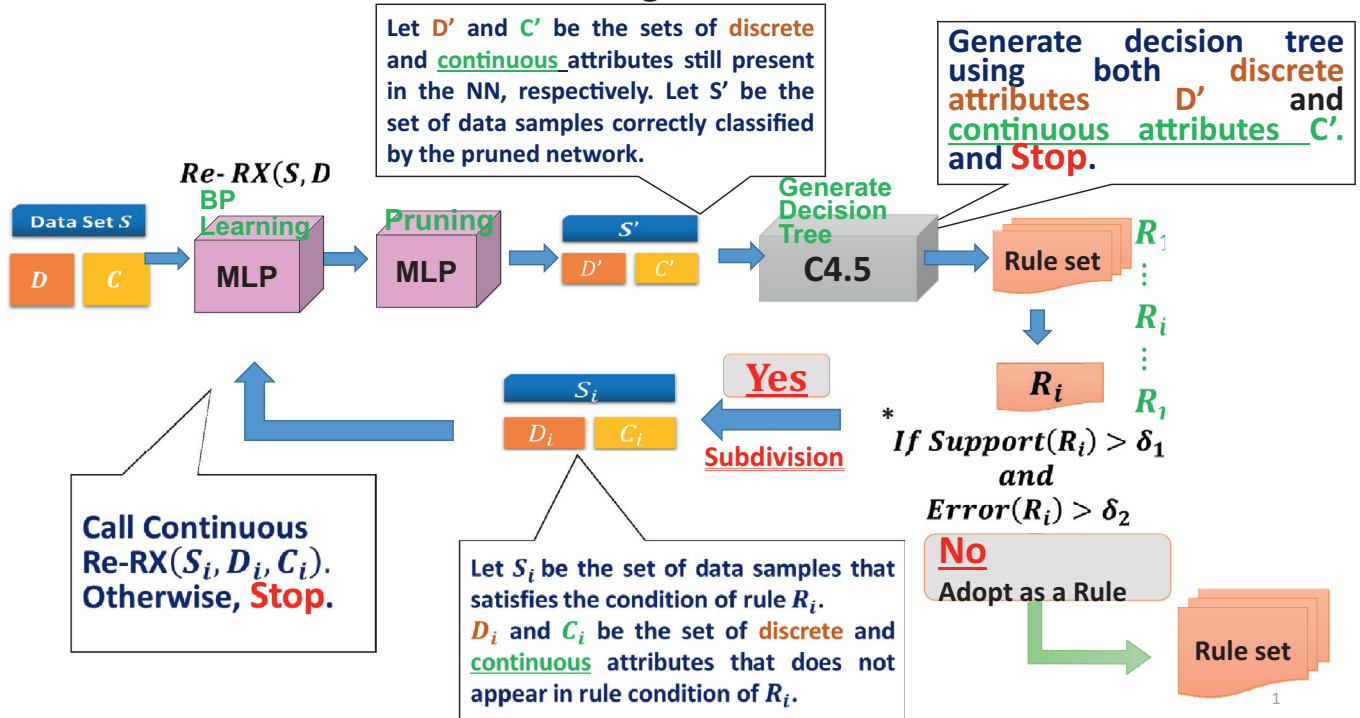 Let D’ and C’ be the sets of discrete
and continuous attributes still present
in the NN, respectively. Let S’ be the
set of data samples correctly classified
by the pruned network.
Generate decision tree
using both discrete
attributes D’ and
continuous attributes C’.
and Stop.
Re-RX(S, D
BP
Learning
MLP
Pruning
MLP
Generate
Decision
Tree
C4.5
Data Set S
D C
S'
D' C'
Rule set
R₁
⋮
Rᵢ
⋮
Rᵢ
Yes
Subdivision
Sᵢ
Dᵢ Cᵢ
*
If Support(Rᵢ) > δ₁
and
Error(Rᵢ) > δ₂
No
Adopt as a Rule
Rule set
Call Continuous
Re-RX(Sᵢ, Dᵢ, Cᵢ).
Otherwise, Stop.
Let Sᵢ be the set of data samples that
satisfies the condition of rule Rᵢ.
Dᵢ and Cᵢ be the set of discrete and
continuous attributes that does not
appear in rule condition of Rᵢ.
1